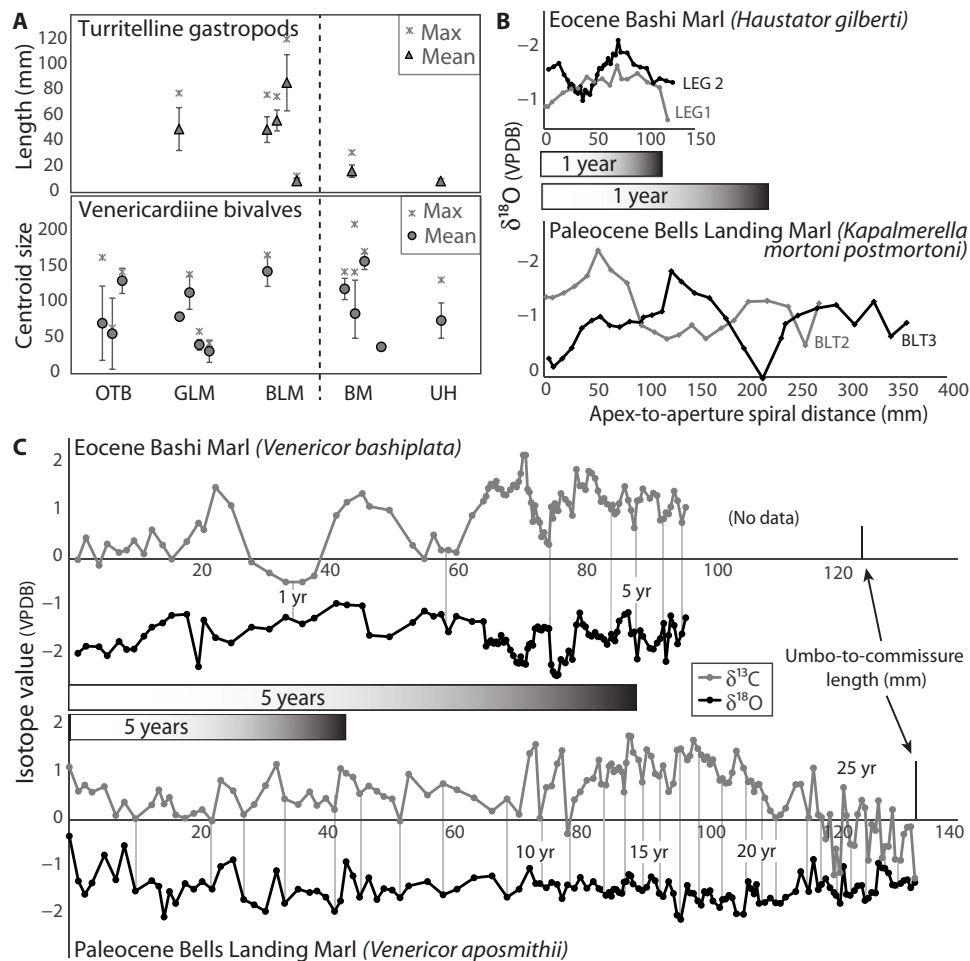 A
Turritelline gastropods
Max
Mean
Length (mm)
120
100
80
60
40
20
0
Venericardiine bivalves
Max
Mean
Centroid size
200
150
100
50
0
OTB GLM BLM BM UH
B
Eocene Bashi Marl (Haustator gilberti)
−2
−1
LEG 2
LEG1
0 50 100 150
1 year
1 year
δ18O (VPDB)
Paleocene Bells Landing Marl (Kapalmerella
mortoni postmortoni)
−2
−1
0
BLT2
BLT3
0 50 100 150 200 250 300 350 400
Apex-to-aperture spiral distance (mm)
C
Eocene Bashi Marl (Venericor bashiplata)
2
1
0
−1
−2
(No data)
20 40 60 80 100 120
1 yr
5 yr
Isotope value (VPDB)
Umbo-to-commissure
length (mm)
δ13C
δ18O
5 years
5 years
2
1
0
−1
−2
25 yr
20 40 60 80 100 120 140
10 yr 15 yr 20 yr
Paleocene Bells Landing Marl (Venericor aposmithii)